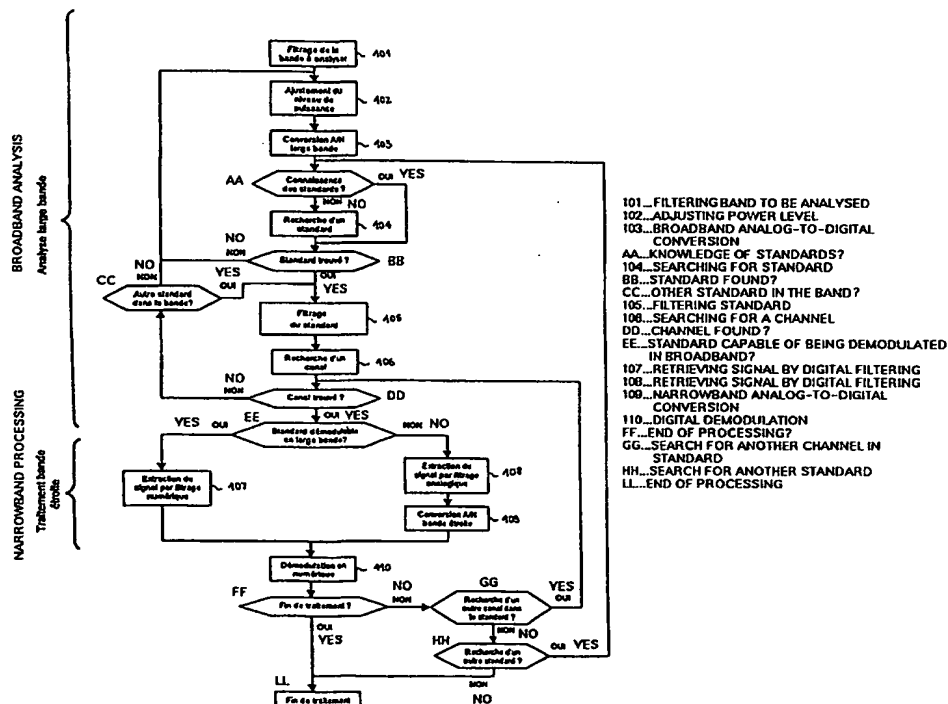 Filtrage de la
bande à analyser
101
Ajustement du
niveau de
puissance
102
Conversion A/N
large bande
103
AA
Connaissance
des standards ?
OUI YES
NON
NO
Recherche d'un
standard
104
NO
NON
Standard trouvé ?
BB
OUI
YES
CC
NO
NON
YES
OUI
Autre standard
dans la bande?
Filtrage
du standard
105
Recherche d'un
canal
106
NO
NON
Canal trouvé ?
DD
OUI YES
EE
YES OUI
Standard démodulable
en large bande?
NON NO
Extraction de
signal par filtrage
numérique
107
Extraction de
signal par filtrage
analogique
108
Conversion A/N
bande étroite
109
Démodulation en
numérique
110
FF
Fin de traitement ?
NO
NON
GG
Recherche d'un
autre canal dans
le standard ?
YES
OUI
OUI
YES
NON NO
HH
Recherche d'un
autre standard ?
OUI YES
NON
NO
LL
Fin de traitement
BROADBAND ANALYSIS
Analyse large bande
NARROWBAND PROCESSING
Traitement bande
étroite
101...FILTERING BAND TO BE ANALYSED
102...ADJUSTING POWER LEVEL
103...BROADBAND ANALOG-TO-DIGITAL
CONVERSION
AA...KNOWLEDGE OF STANDARDS?
104...SEARCHING FOR STANDARD
BB...STANDARD FOUND?
CC...OTHER STANDARD IN THE BAND?
105...FILTERING STANDARD
106...SEARCHING FOR A CHANNEL
DD...CHANNEL FOUND?
EE...STANDARD CAPABLE OF BEING DEMODULATED
IN BROADBAND?
107...RETRIEVING SIGNAL BY DIGITAL FILTERING
108...RETRIEVING SIGNAL BY DIGITAL FILTERING
109...NARROWBAND ANALOG-TO-DIGITAL
CONVERSION
110...DIGITAL DEMODULATION
FF...END OF PROCESSING?
GG...SEARCH FOR ANOTHER CHANNEL IN
STANDARD
HH...SEARCH FOR ANOTHER STANDARD
LL...END OF PROCESSING